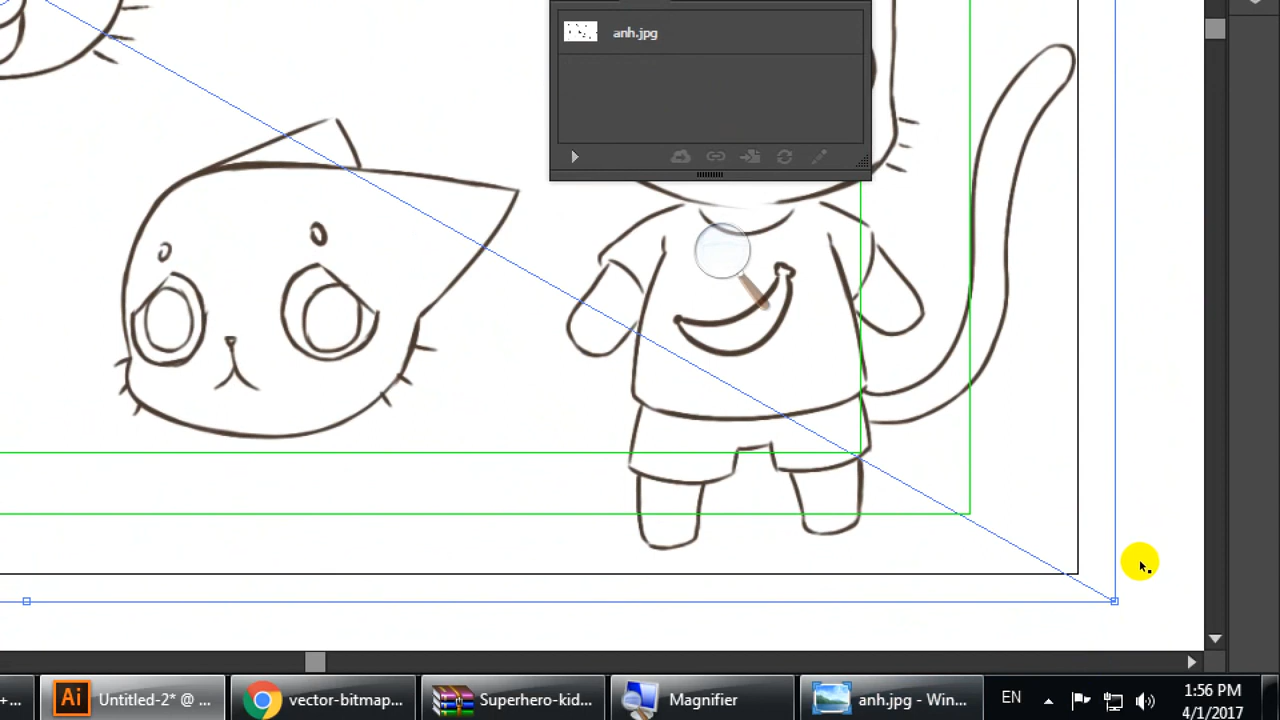 anh.jpg
+...
Ai
Untitled-2* @ ...
vector-bitmap...
Superhero-kid...
Magnifier
anh.jpg - Win...
EN
1:56 PM
4/1/2017